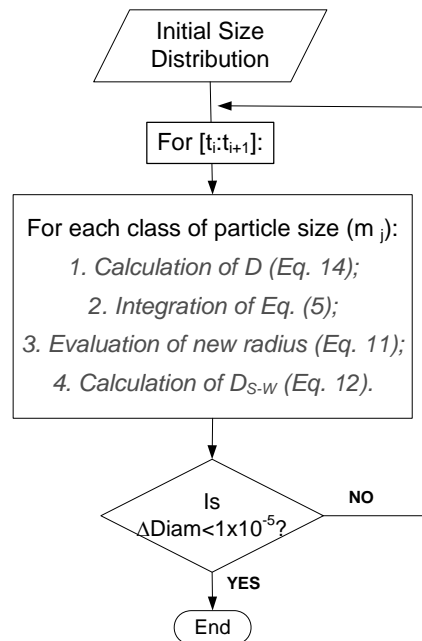 Initial Size
Distribution
For [tᵢ:tᵢ₊₁]:
For each class of particle size (m ⱼ):
1. Calculation of D (Eq. 14);
2. Integration of Eq. (5);
3. Evaluation of new radius (Eq. 11);
4. Calculation of D_S-W (Eq. 12).
Is
ΔDiam<1x10⁻⁵?
NO
YES
End